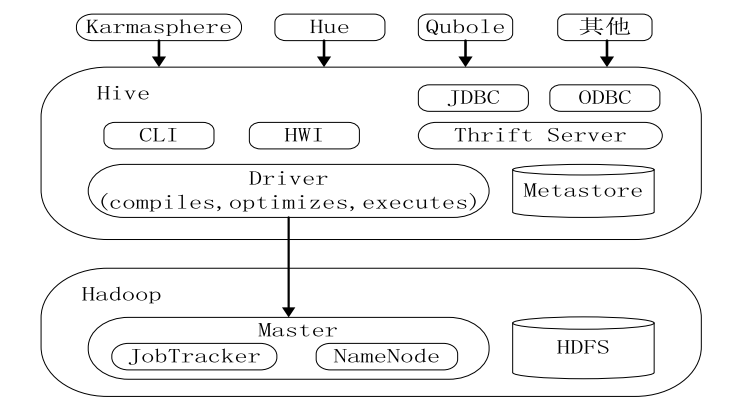 Karmasphere
Hue
Qubole
其他
Hive
JDBC
ODBC
CLI
HWI
Thrift Server
Driver
(compiles,optimizes,executes)
Metastore
Hadoop
Master
JobTracker
NameNode
HDFS